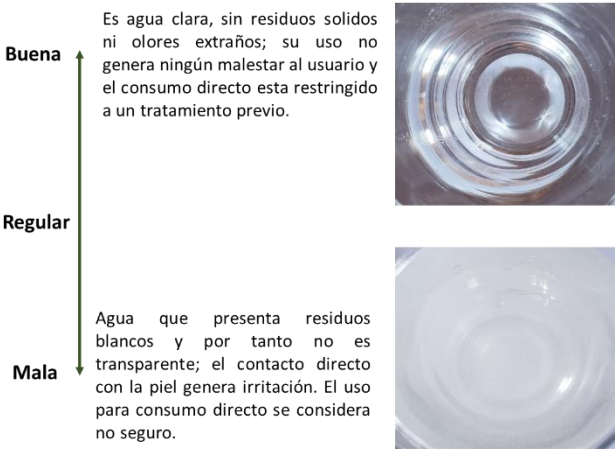 Buena
Es agua clara, sin residuos solidos
ni olores extraños; su uso no
genera ningún malestar al usuario y
el consumo directo esta restringido
a un tratamiento previo.
Regular
Mala
Agua que presenta residuos
blancos y por tanto no es
transparente; el contacto directo
con la piel genera irritación. El uso
para consumo directo se considera
no seguro.